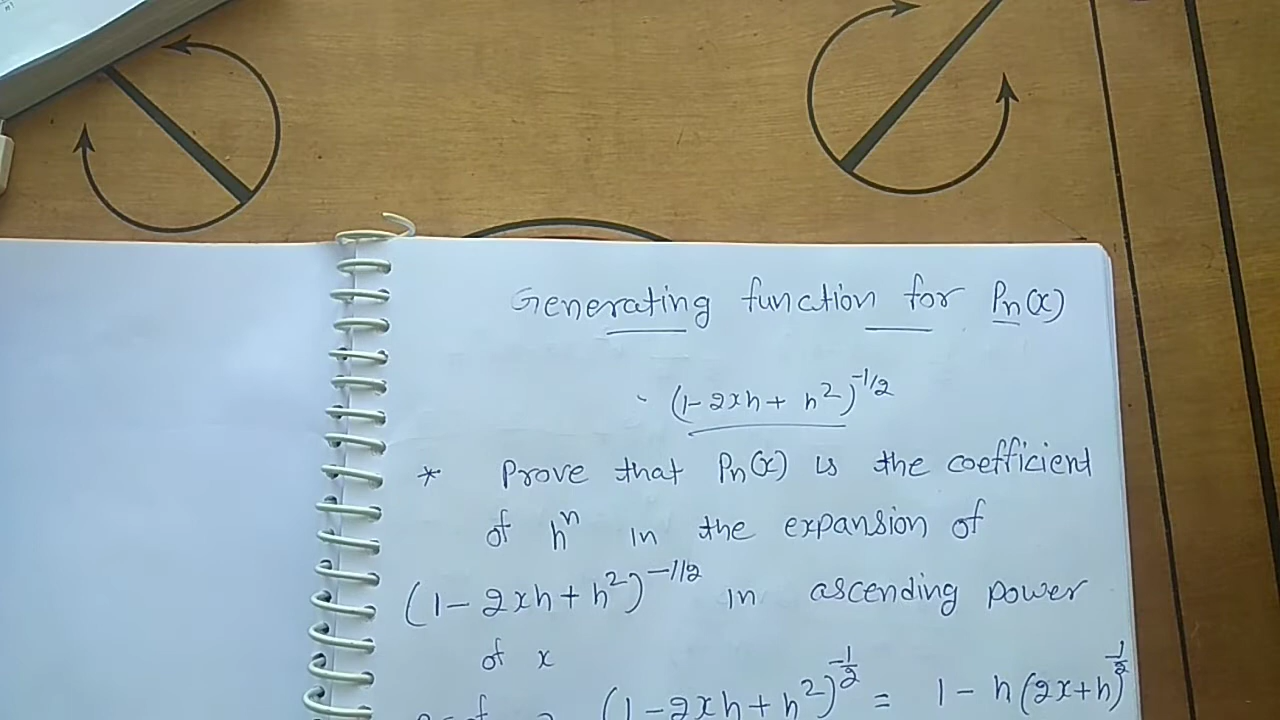 Generating function for Pn(x)
(1-2xh + h²)^-1/2
* Prove that Pn(x) is the coefficient
of hⁿ in the expansion of
(1-2xh+h²)^-1/2 in ascending power
of x
(1-2xh+h²)^-1/2 = 1-h(2x+h)^-1/2